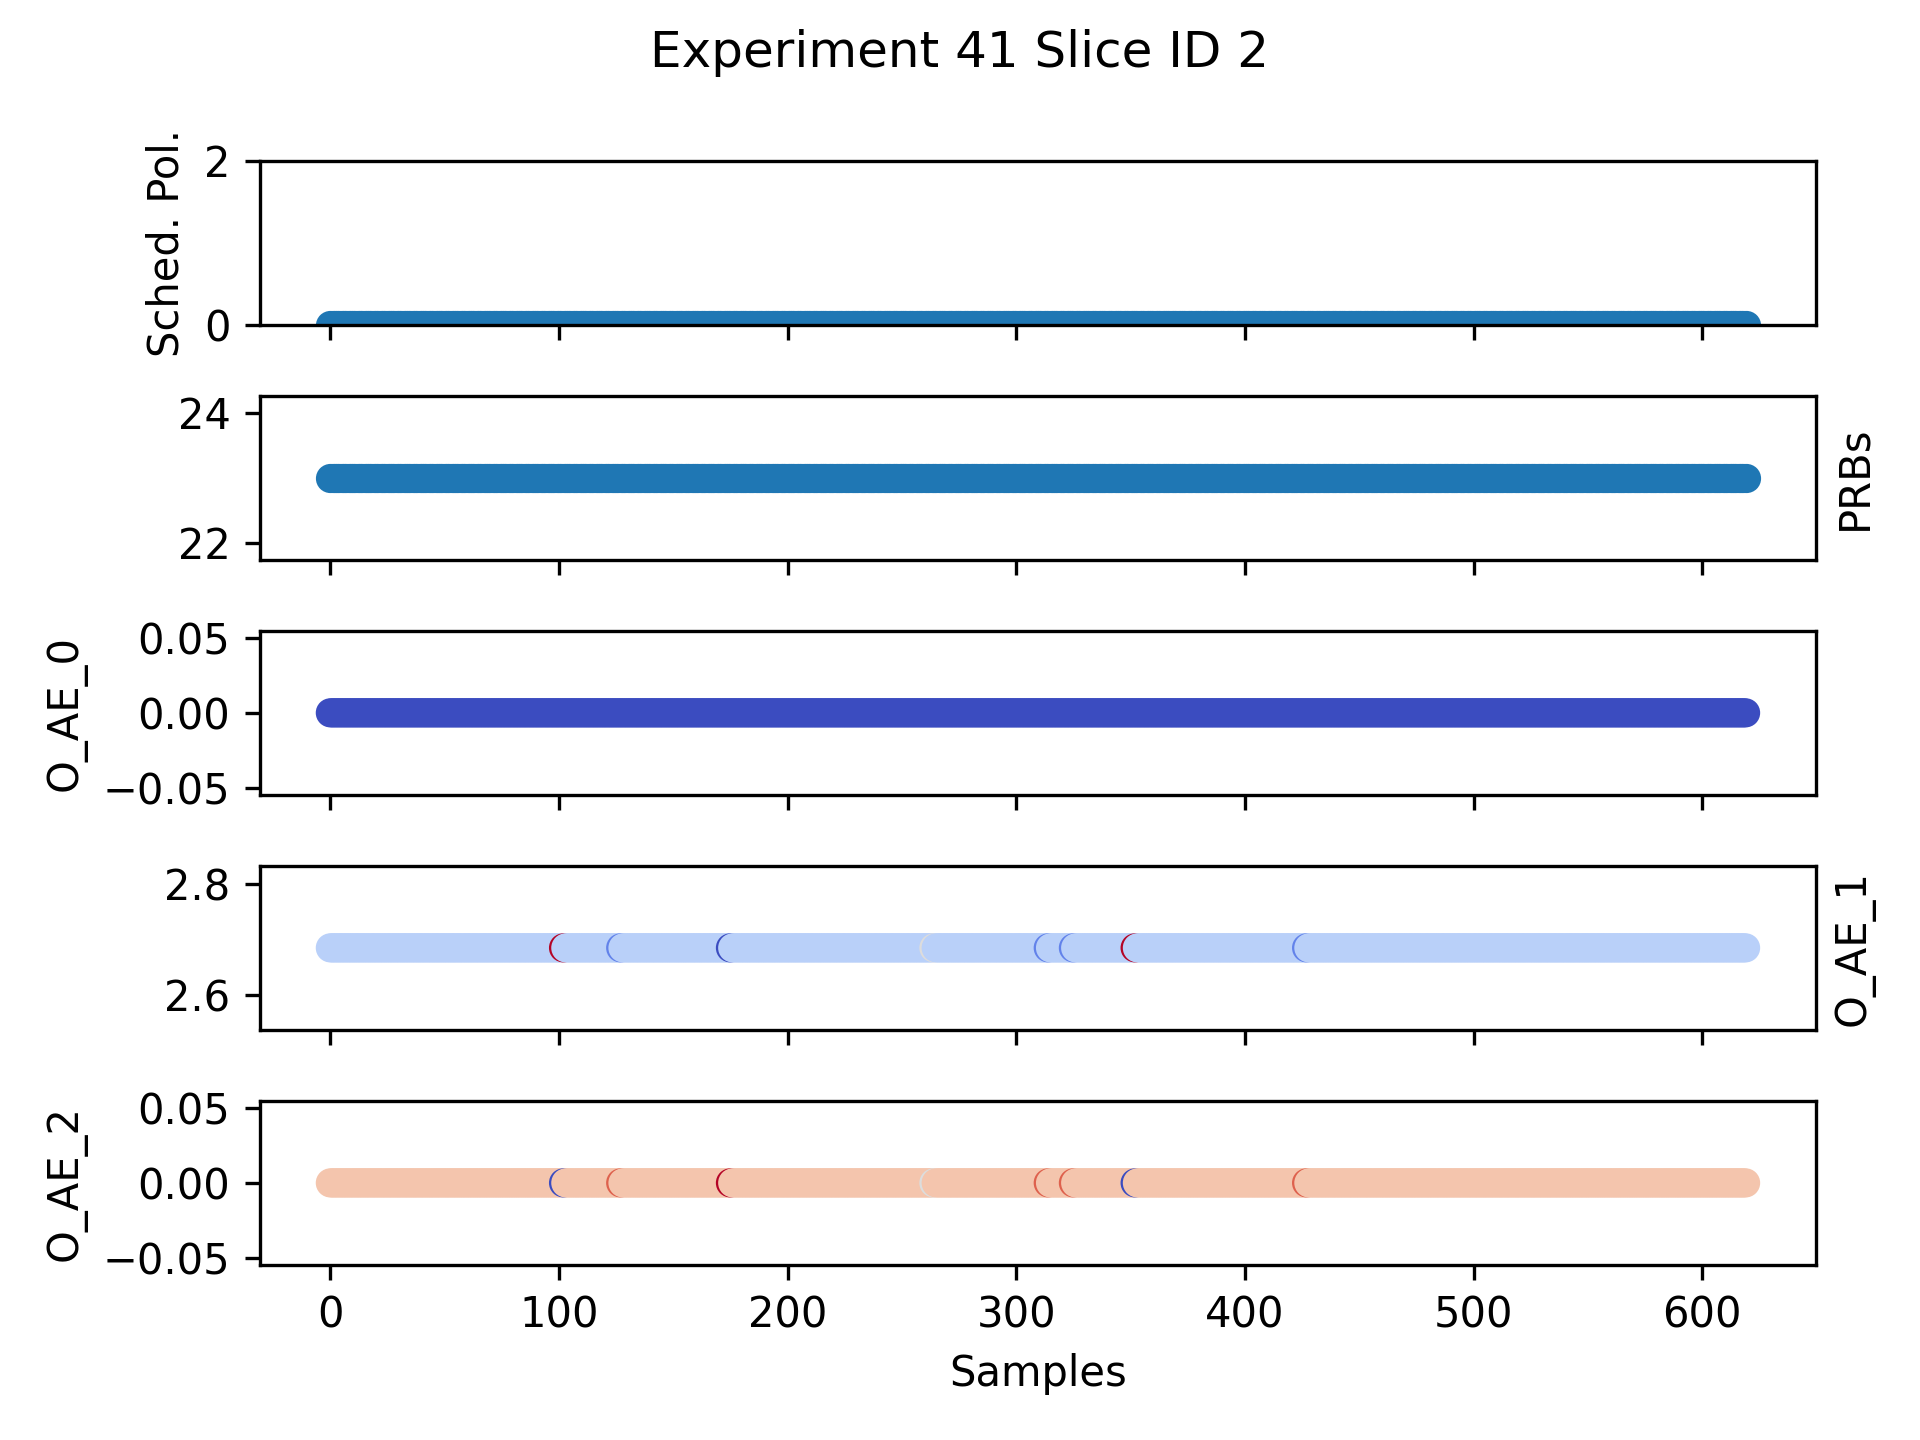 Experiment 41 Slice ID 2
Sched. Pol.
2
0
PRBs
24
22
O_AE_0
0.05
0.00
−0.05
O_AE_1
2.8
2.6
O_AE_2
0.05
0.00
−0.05
0 100 200 300 400 500 600
Samples